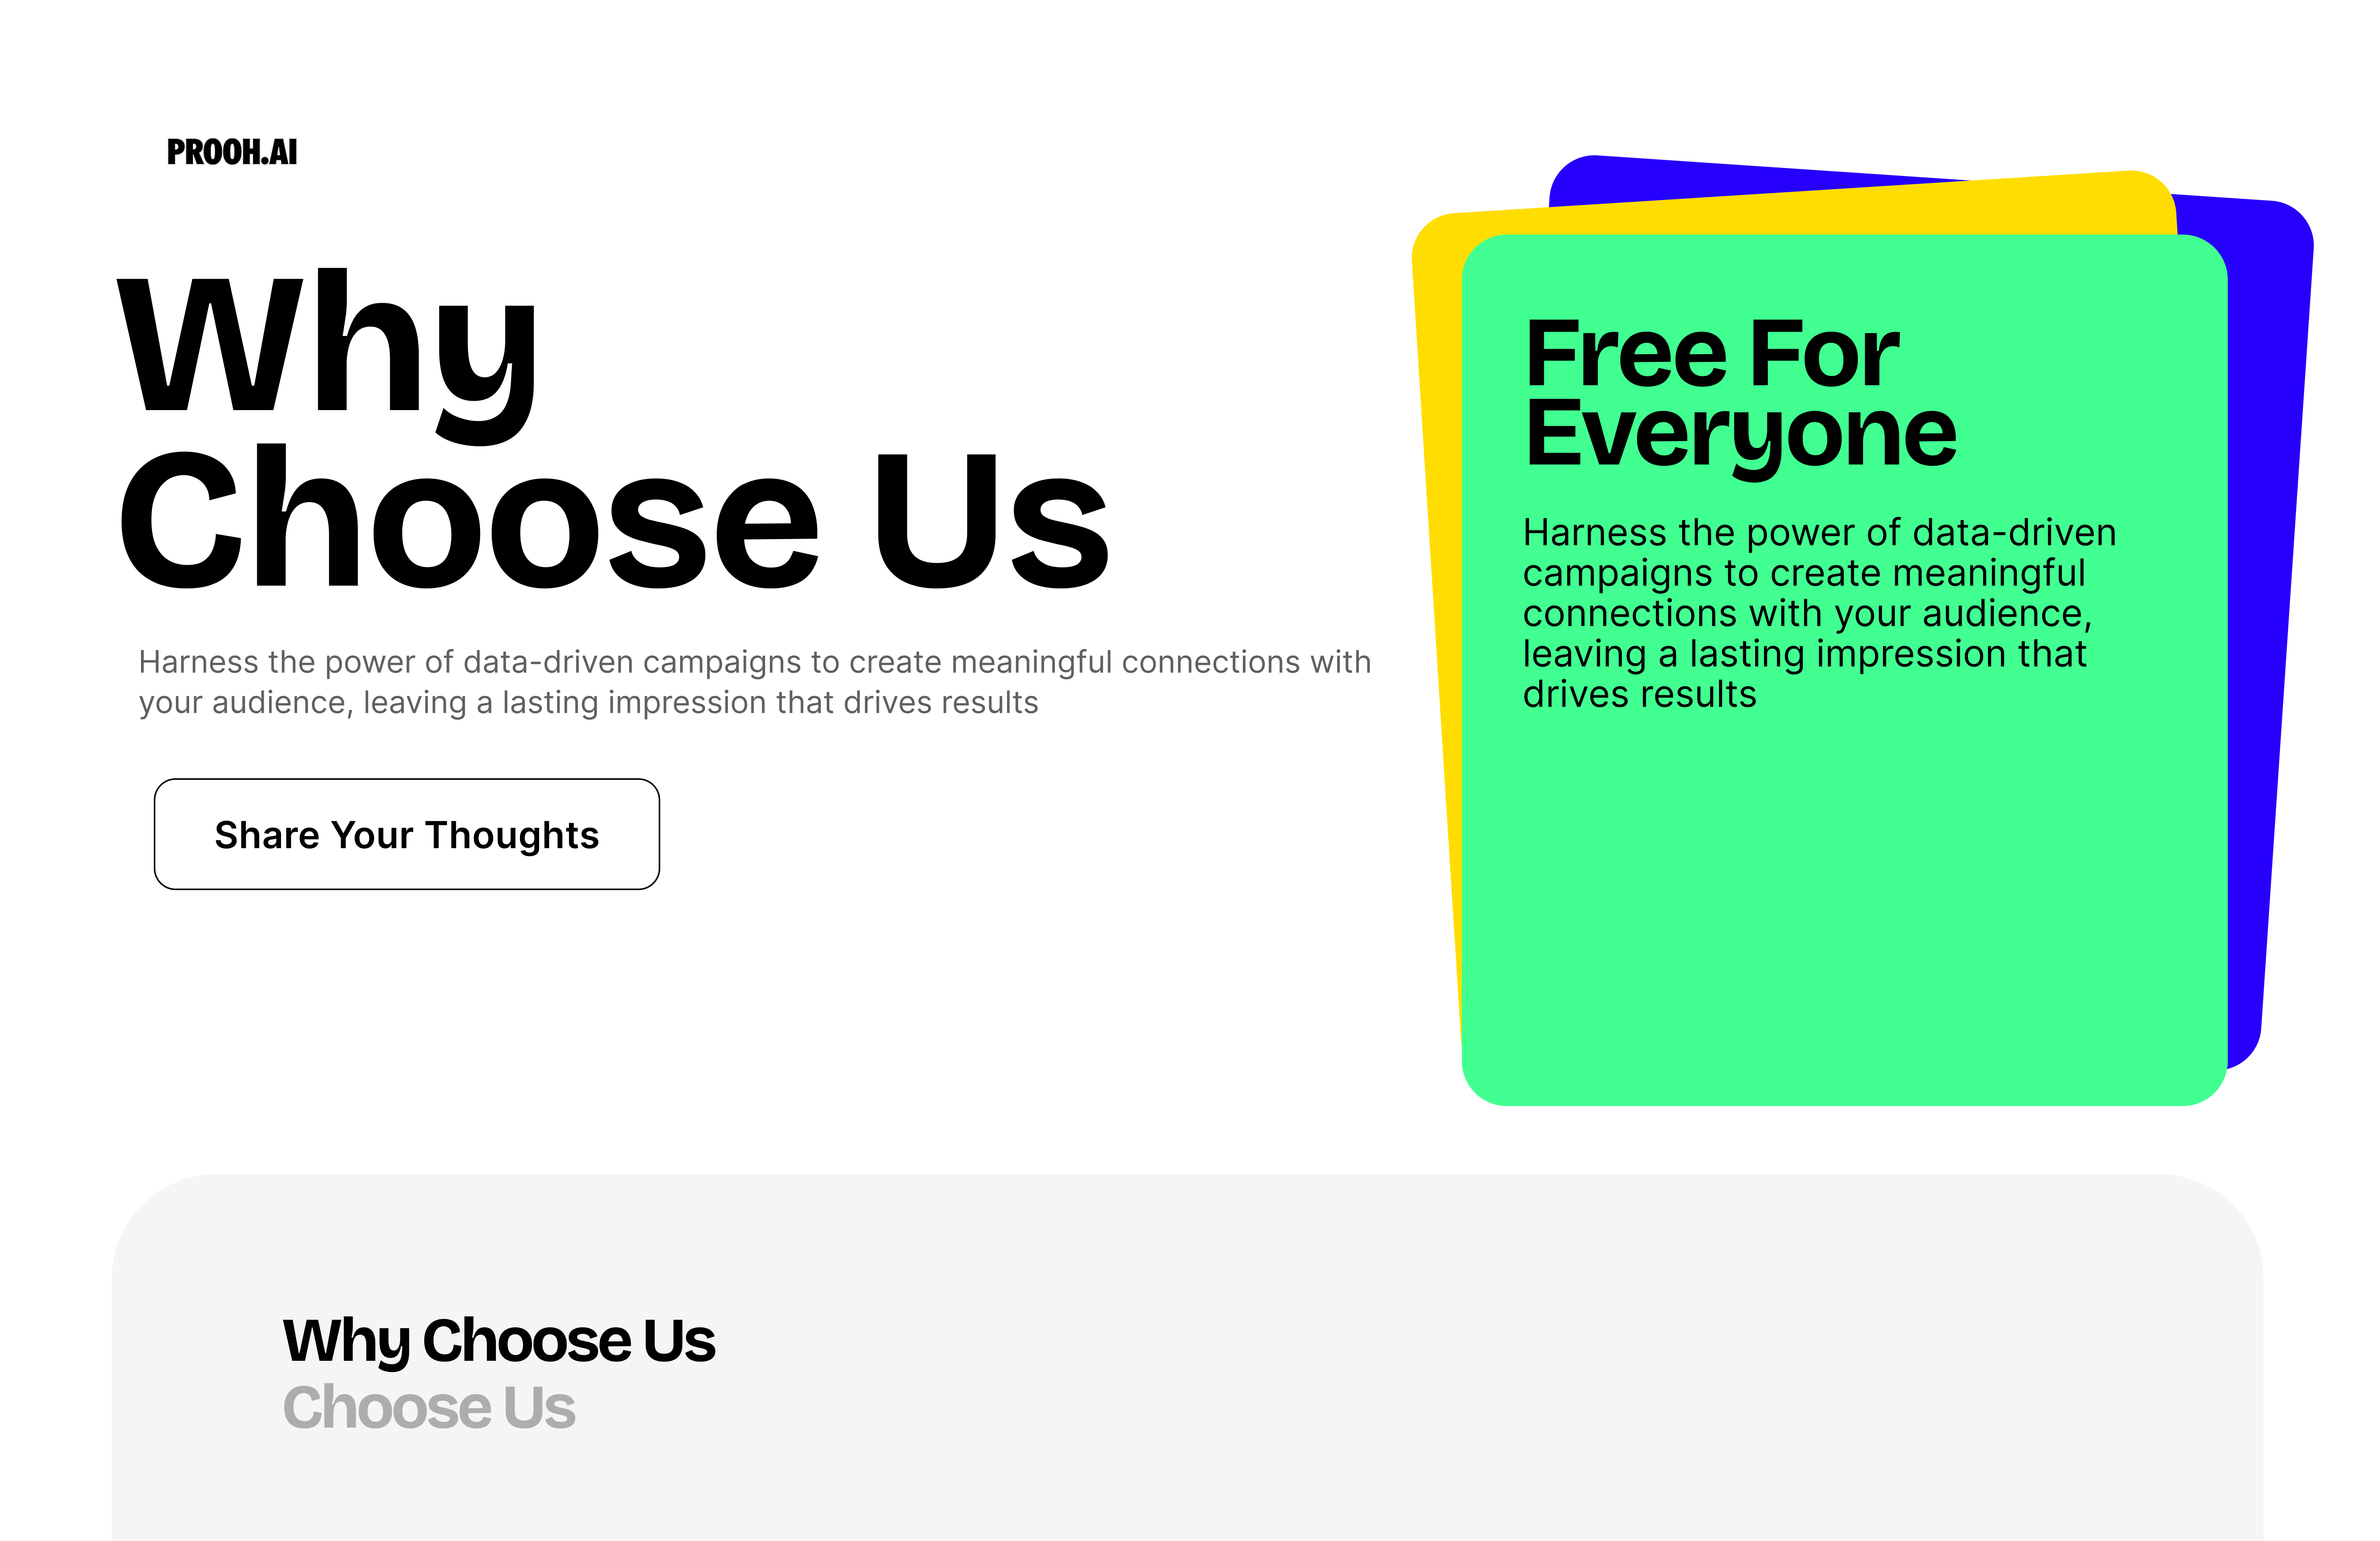 PROOH.AI
Why
Choose Us
Harness the power of data-driven campaigns to create meaningful connections with
your audience, leaving a lasting impression that drives results
Share Your Thoughts
Free For
Everyone
Harness the power of data-driven
campaigns to create meaningful
connections with your audience,
leaving a lasting impression that
drives results
Why Choose Us
Choose Us